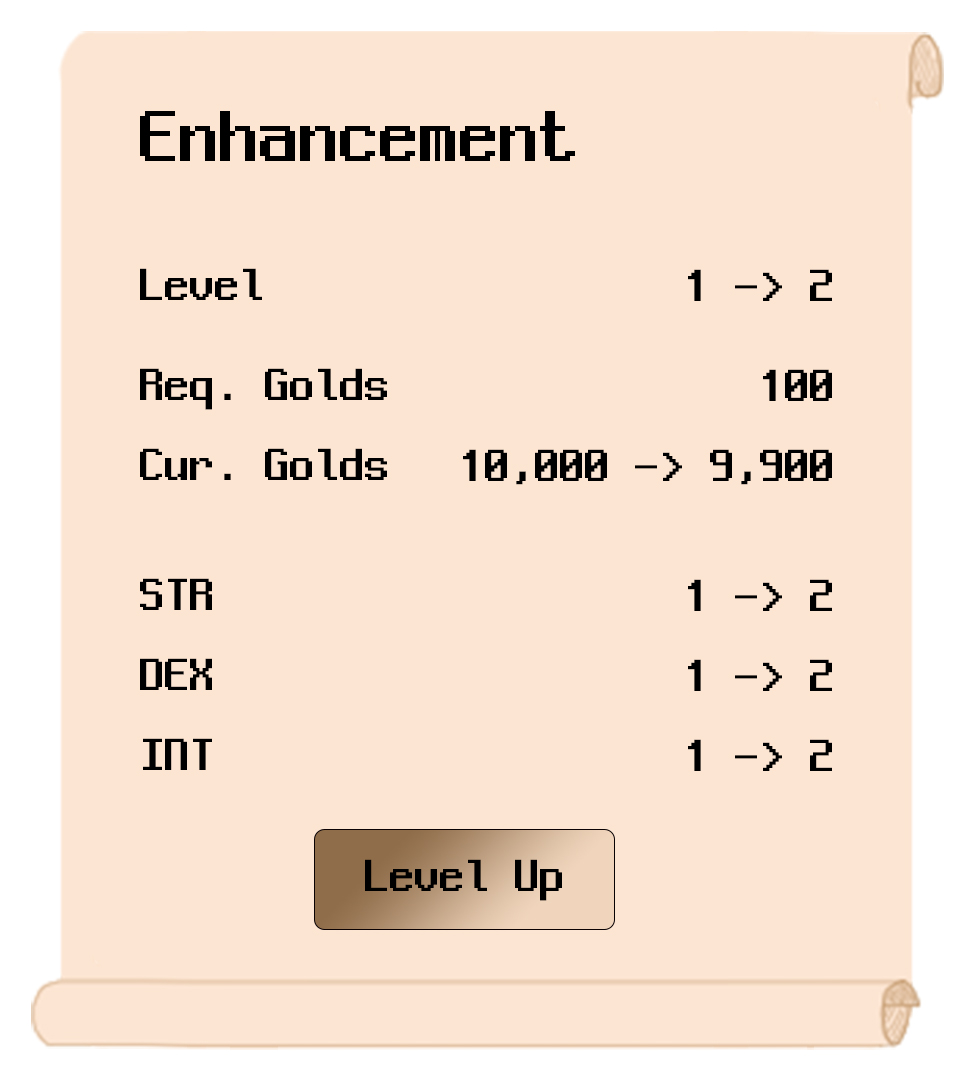 Enhancement
Level 1 -> 2
Req. Golds 100
Cur. Golds 10,000 -> 9,900
STR 1 -> 2
DEX 1 -> 2
INT 1 -> 2
Level Up